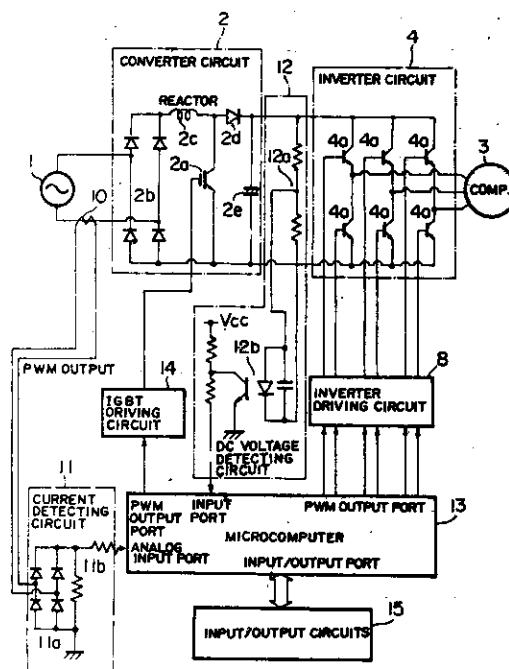 2
4
CONVERTER CIRCUIT
12
INVERTER CIRCUIT
REACTOR
2c
2d
12a
4a 4a 4a
3
2a
1
COMP.
10
2b
2e
4a 4a 4a
VCC
12b
8
PWM OUTPUT
14
IGBT
DRIVING
CIRCUIT
INVERTER
DRIVING CIRCUIT
DC VOLTAGE
DETECTING
CIRCUIT
11
CURRENT
DETECTING
CIRCUIT
PWM
OUTPUT
PORT
INPUT
PORT
PWM OUTPUT PORT
13
MICROCOMPUTER
ANALOG
INPUT PORT
INPUT/OUTPUT PORT
11b
11a
15
INPUT/OUTPUT CIRCUITS